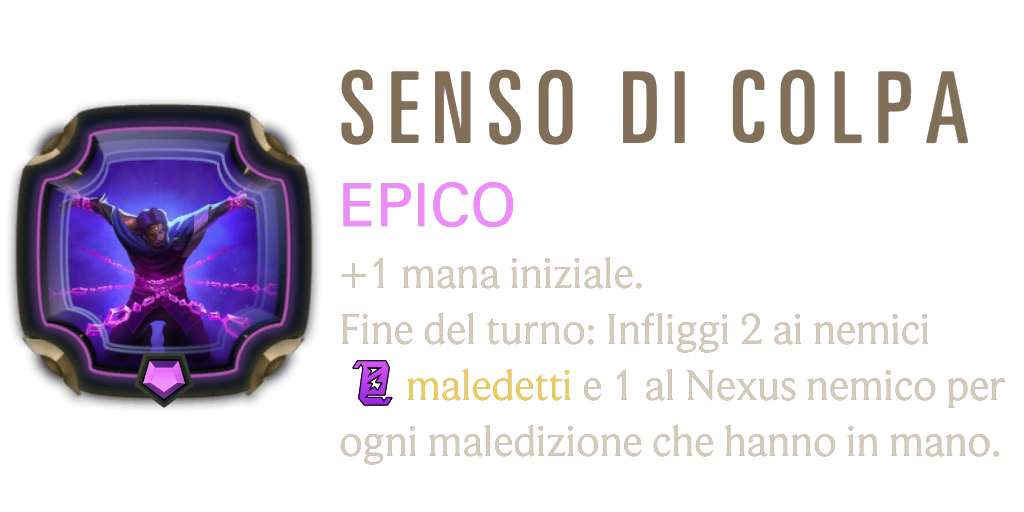 SENSO DI COLPA
EPICO
+1 mana iniziale.
Fine del turno: Infliggi 2 ai nemici
maledetti e 1 al Nexus nemico per
ogni maledizione che hanno in mano.